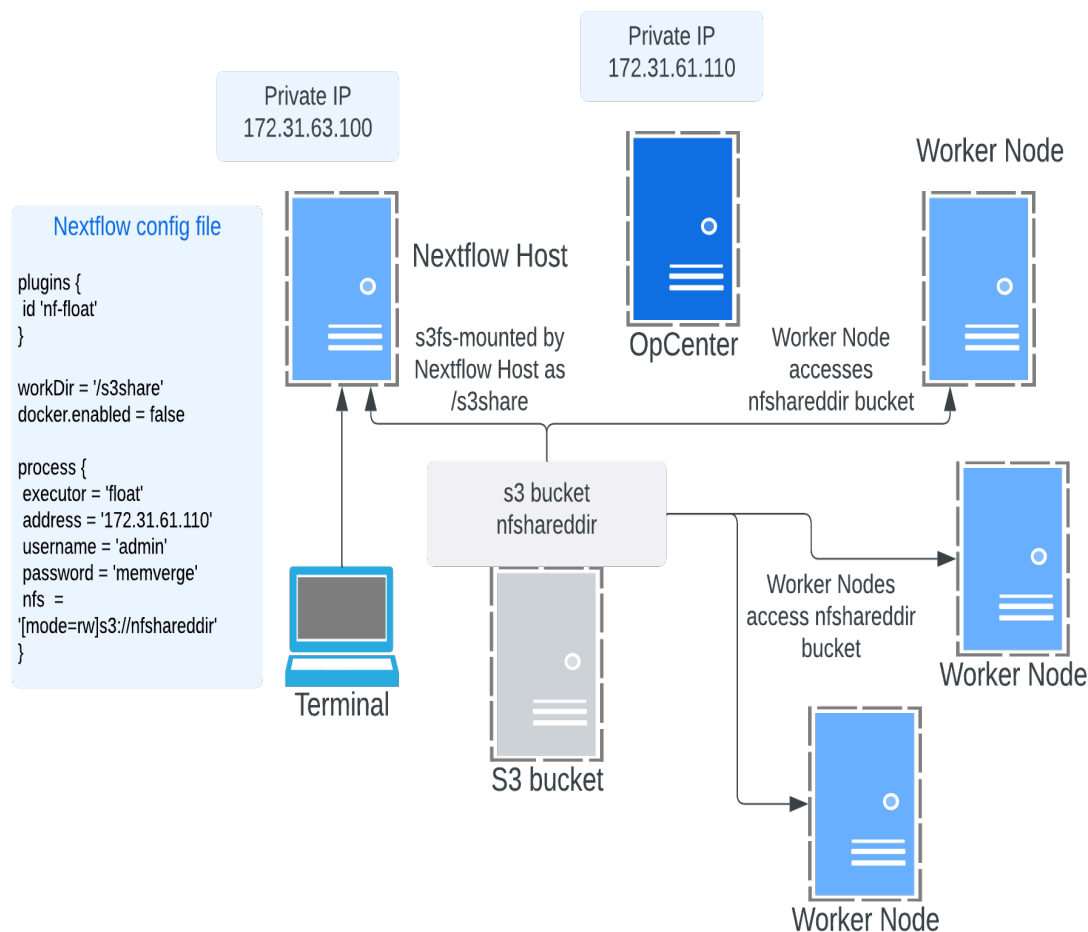 Private IP
172.31.61.110
Private IP
172.31.63.100
Worker Node
Nextflow config file
plugins {
id 'nf-float'
}
workDir = '/s3share'
docker.enabled = false
process {
executor = 'float'
address = '172.31.61.110'
username = 'admin'
password = 'memverge'
nfs =
'[mode=rw]s3://nfshareddir'
}
Nextflow Host
s3fs-mounted by
Nextflow Host as
/s3share
OpCenter
Worker Node
accesses
nfshareddir bucket
s3 bucket
nfshareddir
Worker Nodes
access nfshareddir
bucket
Worker Node
Terminal
S3 bucket
Worker Node